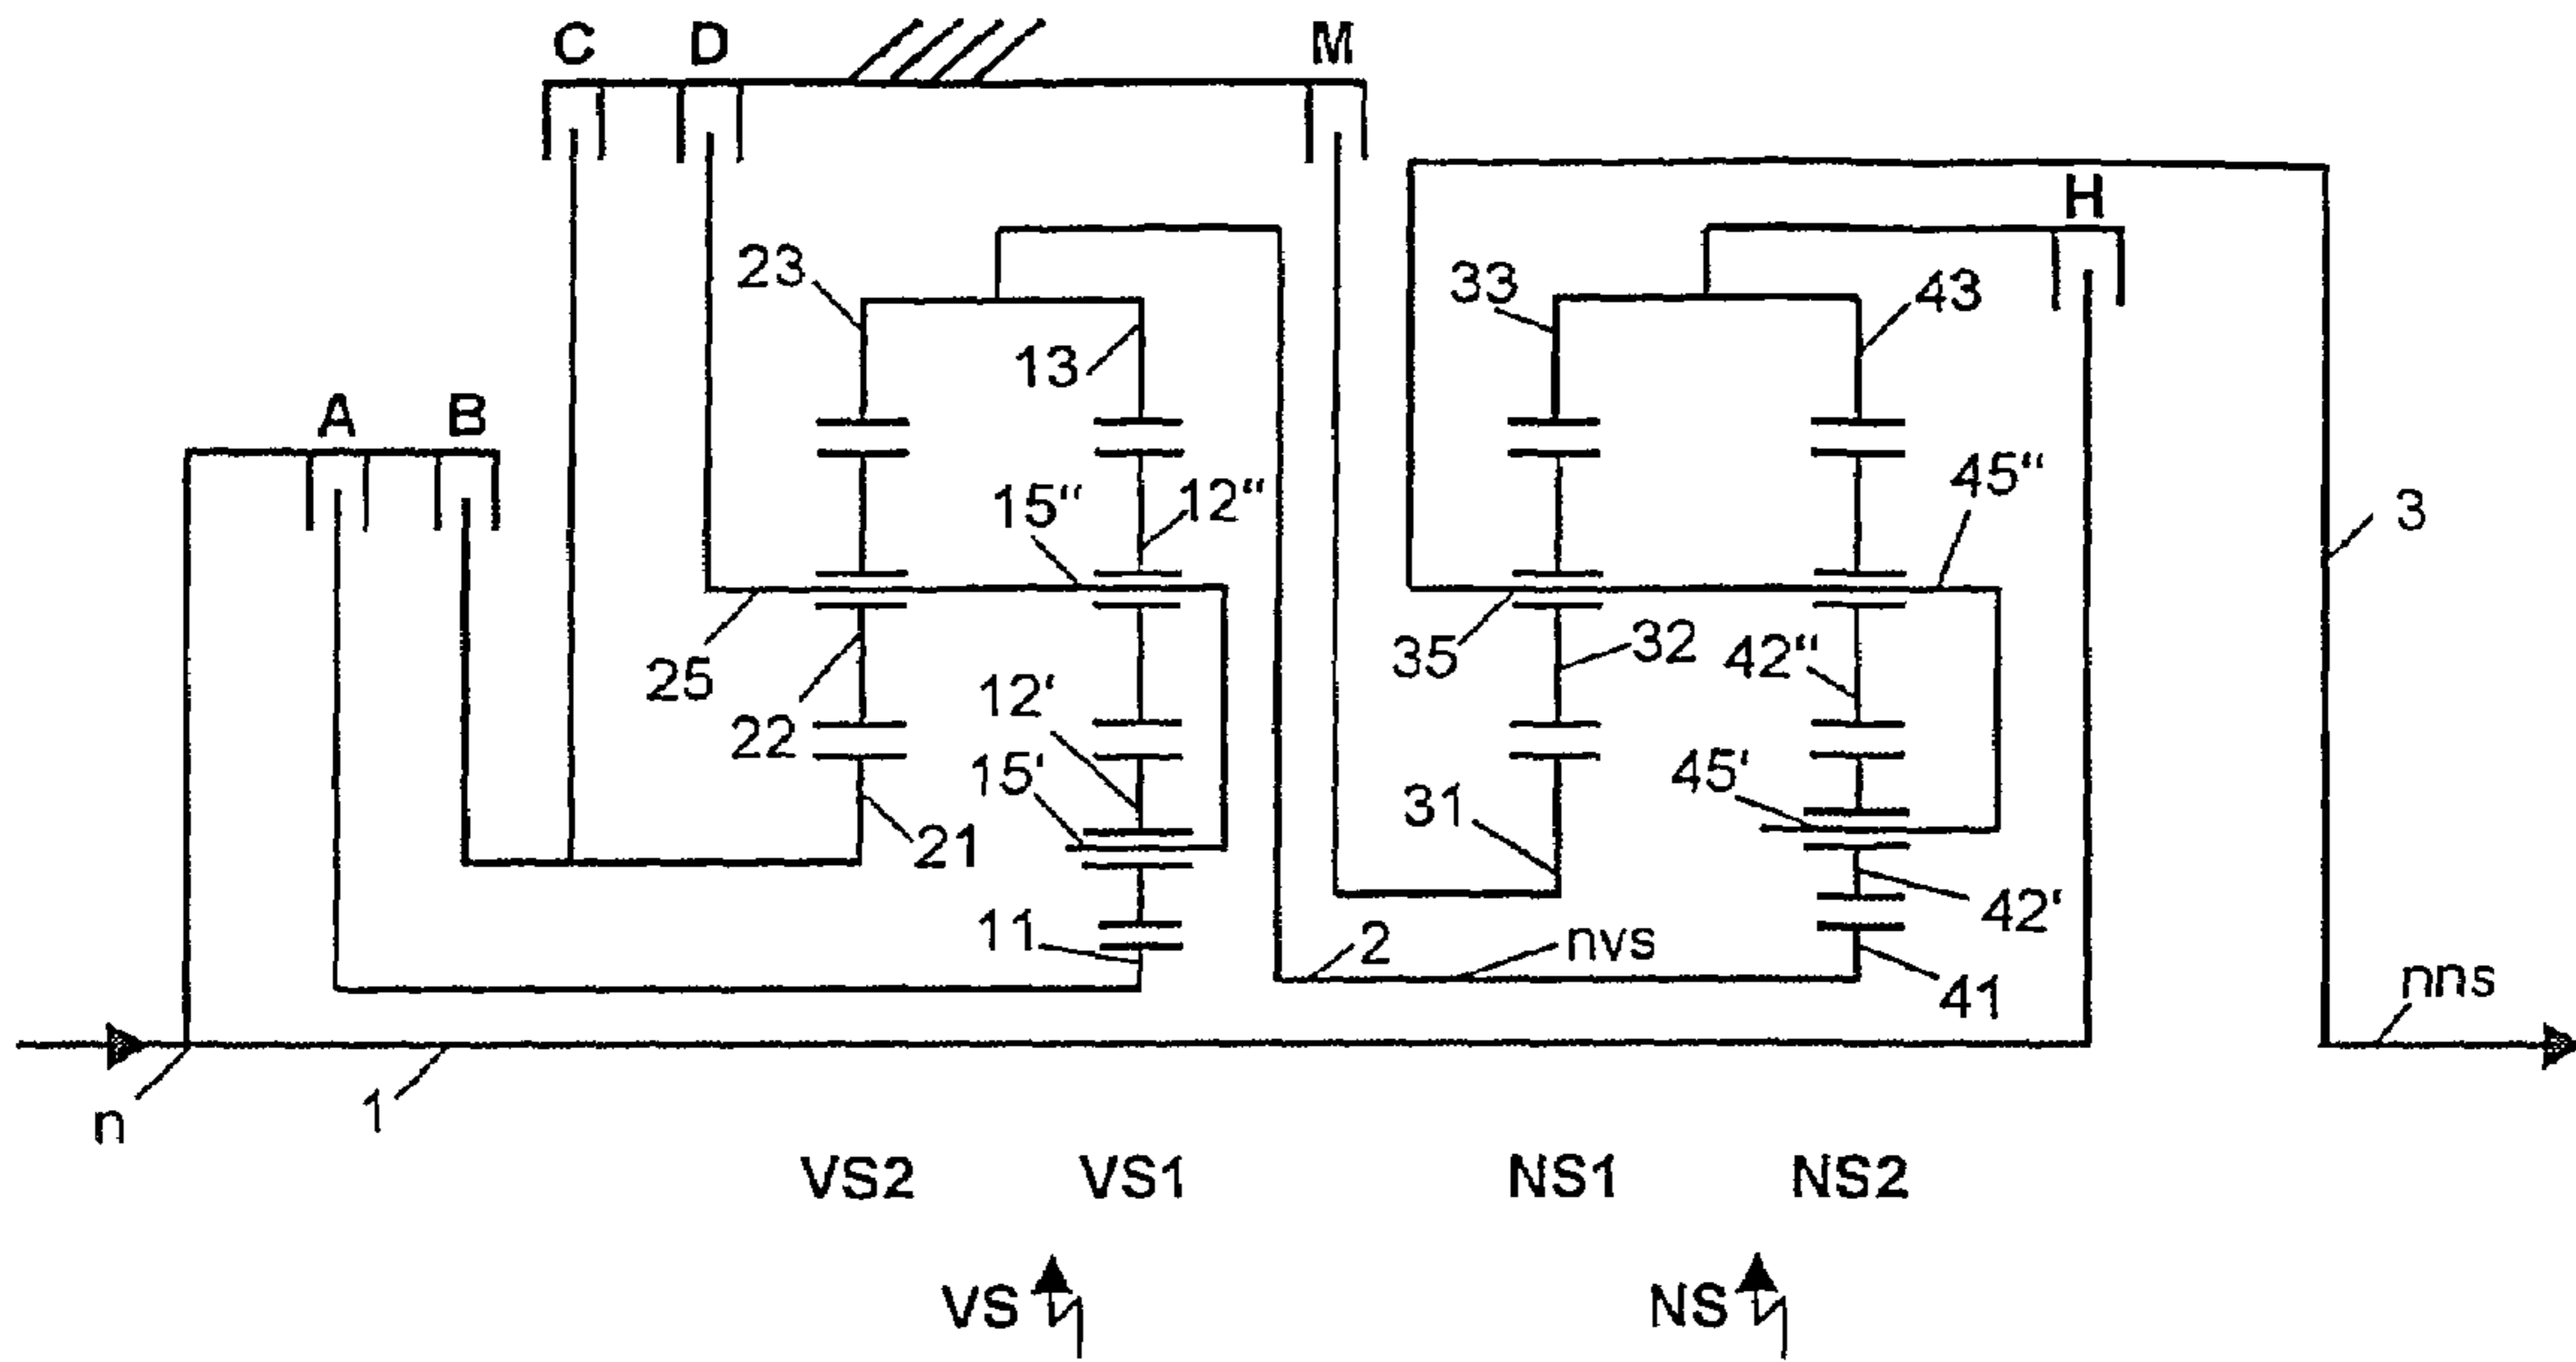 C D M
H
23 33 43
13
A B
15“ 12“ 45“ 3
25 22 12‘ 35 32 42“
15‘ 45‘
21 31
11 2 nvs 42‘
41 nns
n 1
VS2 VS1 NS1 NS2
VS NS